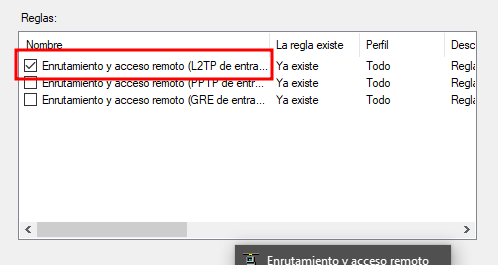 Reglas:
Nombre La regla existe Perfil Desc
Enrutamiento y acceso remoto (L2TP de entra... Ya existe Todo Regla
Enrutamiento y acceso remoto (PPTP de entra... Ya existe Todo Regla
Enrutamiento y acceso remoto (GRE de entra... Ya existe Todo Regla
Enrutamiento y acceso remoto